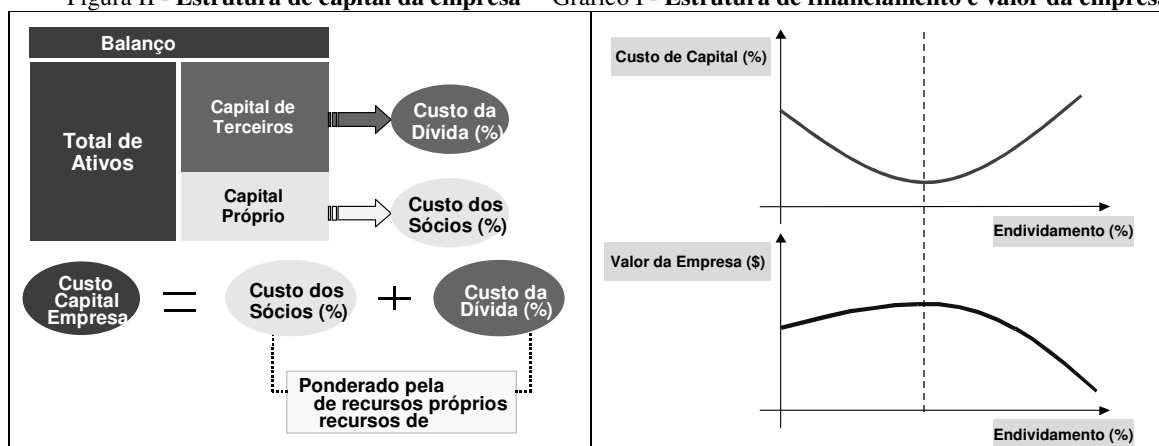 Figura II - Estrutura de capital da empresa
Gráfico I - Estrutura de financiamento e valor da empresa
Balanço
Total de
Ativos
Capital de
Terceiros
Custo da
Dívida (%)
Capital
Próprio
Custo dos
Sócios (%)
Custo
Capital
Empresa
=
Custo dos
Sócios (%)
+
Custo da
Dívida (%)
Ponderado pela
de recursos próprios
recursos de
Custo de Capital (%)
Endividamento (%)
Valor da Empresa ($)
Endividamento (%)